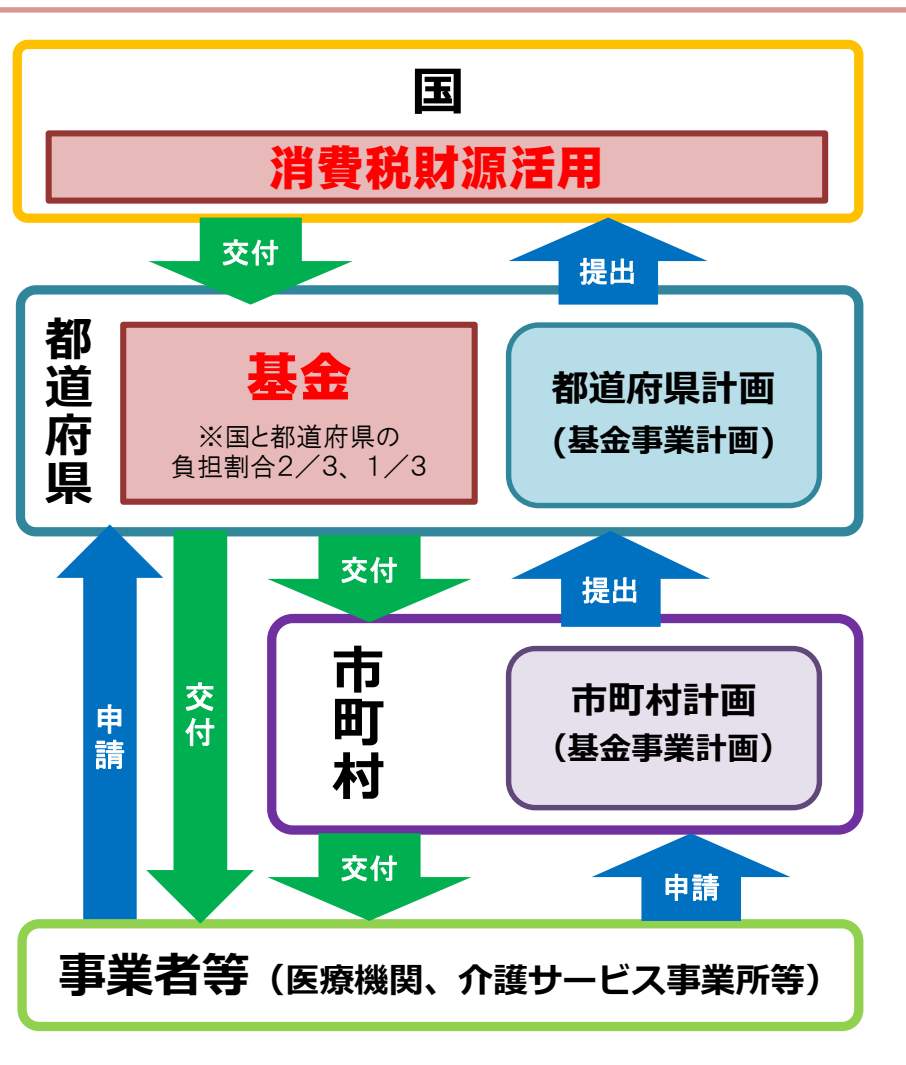 国
消費税財源活用
交付
提出
都道府県
基金
※国と都道府県の
負担割合2／3、1／3
都道府県計画
(基金事業計画)
交付
提出
申請
交付
市町村
市町村計画
（基金事業計画）
交付
申請
事業者等（医療機関、介護サービス事業所等）